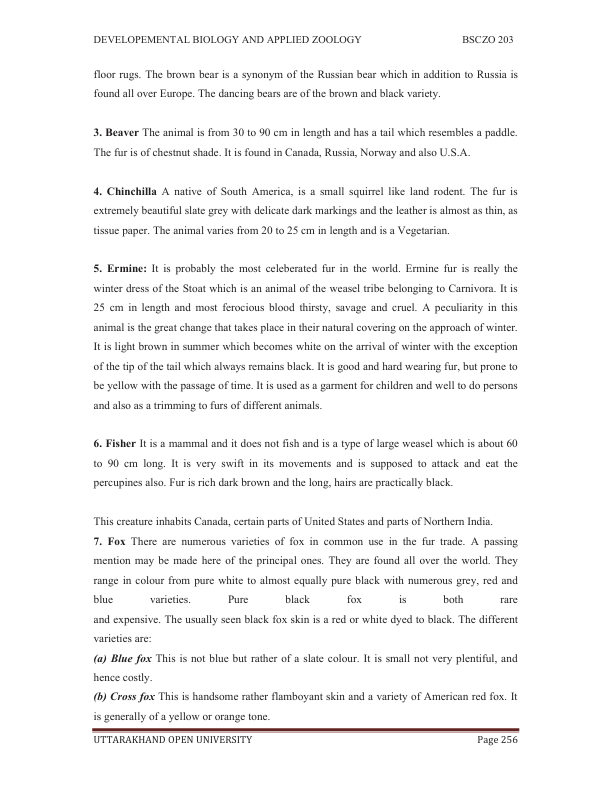 DEVELOPEMENTAL BIOLOGY AND APPLIED ZOOLOGY BSCZO 203
floor rugs. The brown bear is a synonym of the Russian bear which in addition to Russia is
found all over Europe. The dancing bears are of the brown and black variety.
3. Beaver The animal is from 30 to 90 cm in length and has a tail which resembles a paddle.
The fur is of chestnut shade. It is found in Canada, Russia, Norway and also U.S.A.
4. Chinchilla A native of South America, is a small squirrel like land rodent. The fur is
extremely beautiful slate grey with delicate dark markings and the leather is almost as thin, as
tissue paper. The animal varies from 20 to 25 cm in length and is a Vegetarian.
5. Ermine: It is probably the most celeberated fur in the world. Ermine fur is really the
winter dress of the Stoat which is an animal of the weasel tribe belonging to Carnivora. It is
25 cm in length and most ferocious blood thirsty, savage and cruel. A peculiarity in this
animal is the great change that takes place in their natural covering on the approach of winter.
It is light brown in summer which becomes white on the arrival of winter with the exception
of the tip of the tail which always remains black. It is good and hard wearing fur, but prone to
be yellow with the passage of time. It is used as a garment for children and well to do persons
and also as a trimming to furs of different animals.
6. Fisher It is a mammal and it does not fish and is a type of large weasel which is about 60
to 90 cm long. It is very swift in its movements and is supposed to attack and eat the
percupines also. Fur is rich dark brown and the long, hairs are practically black.
This creature inhabits Canada, certain parts of United States and parts of Northern India.
7. Fox There are numerous varieties of fox in common use in the fur trade. A passing
mention may be made here of the principal ones. They are found all over the world. They
range in colour from pure white to almost equally pure black with numerous grey, red and
blue varieties. Pure black fox is both rare
and expensive. The usually seen black fox skin is a red or white dyed to black. The different
varieties are:
(a) Blue fox This is not blue but rather of a slate colour. It is small not very plentiful, and
hence costly.
(b) Cross fox This is handsome rather flamboyant skin and a variety of American red fox. It
is generally of a yellow or orange tone.
UTTARAKHAND OPEN UNIVERSITY Page 256